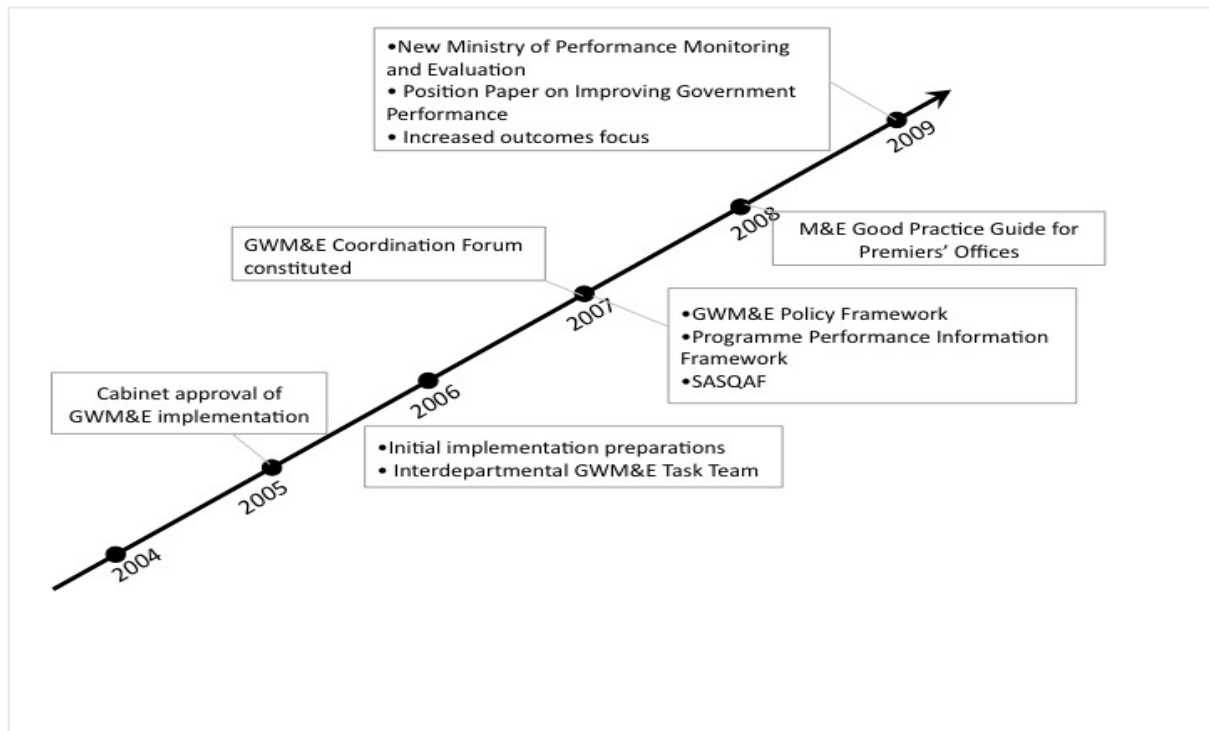 •New Ministry of Performance Monitoring
and Evaluation
• Position Paper on Improving Government
Performance
• Increased outcomes focus
2009
2008
M&E Good Practice Guide for
Premiers’ Offices
GWM&E Coordination Forum
constituted
2007
•GWM&E Policy Framework
•Programme Performance Information
Framework
•SASQAF
Cabinet approval of
GWM&E implementation
2006
•Initial implementation preparations
• Interdepartmental GWM&E Task Team
2005
2004